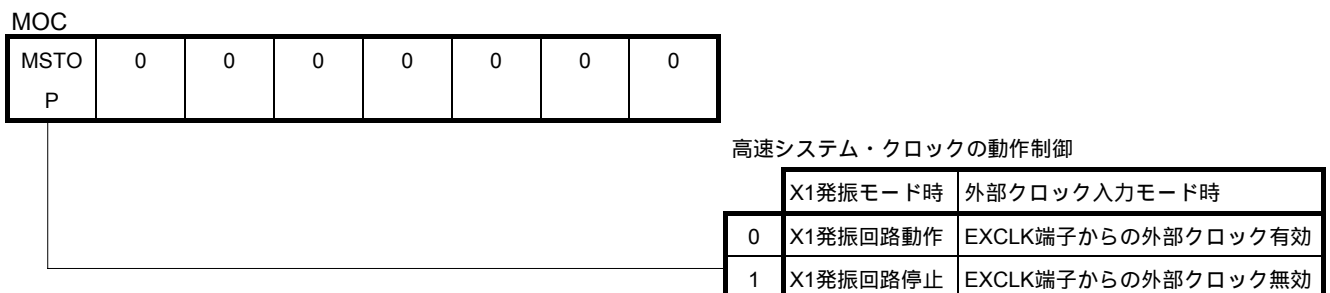 MOC
MSTO 0 0 0 0 0 0 0
P
高速システム・クロックの動作制御
X1発振モード時 外部クロック入力モード時
0 X1発振回路動作 EXCLK端子からの外部クロック有効
1 X1発振回路停止 EXCLK端子からの外部クロック無効